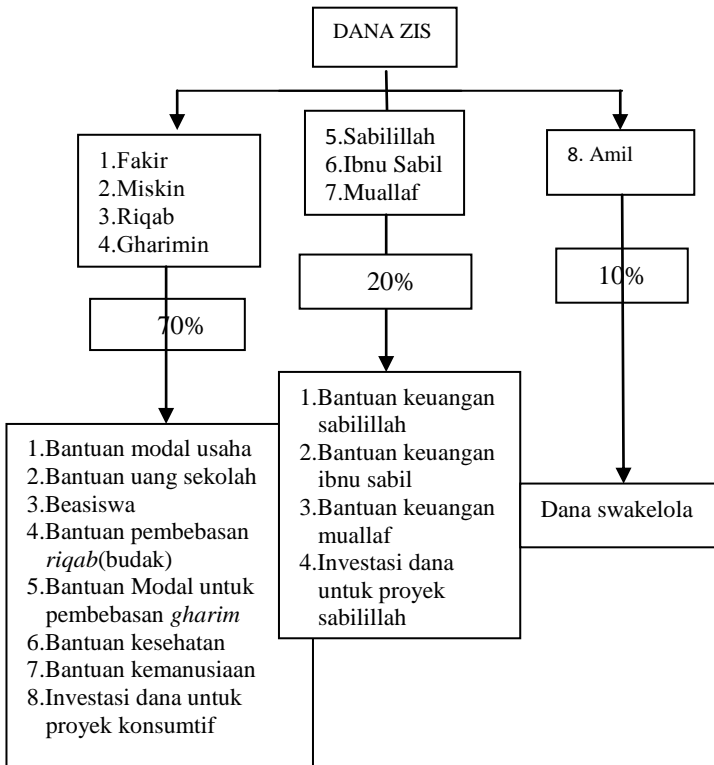 DANA ZIS
1.Fakir
2.Miskin
3.Riqab
4.Gharimin
5.Sabilillah
6.Ibnu Sabil
7.Muallaf
8. Amil
70%
20%
10%
1.Bantuan modal usaha
2.Bantuan uang sekolah
3.Beasiswa
4.Bantuan pembebasan
riqab(budak)
5.Bantuan Modal untuk
pembebasan gharim
6.Bantuan kesehatan
7.Bantuan kemanusiaan
8.Investasi dana untuk
proyek konsumtif
1.Bantuan keuangan
sabilillah
2.Bantuan keuangan
ibnu sabil
3.Bantuan keuangan
muallaf
4.Investasi dana
untuk proyek
sabilillah
Dana swakelola